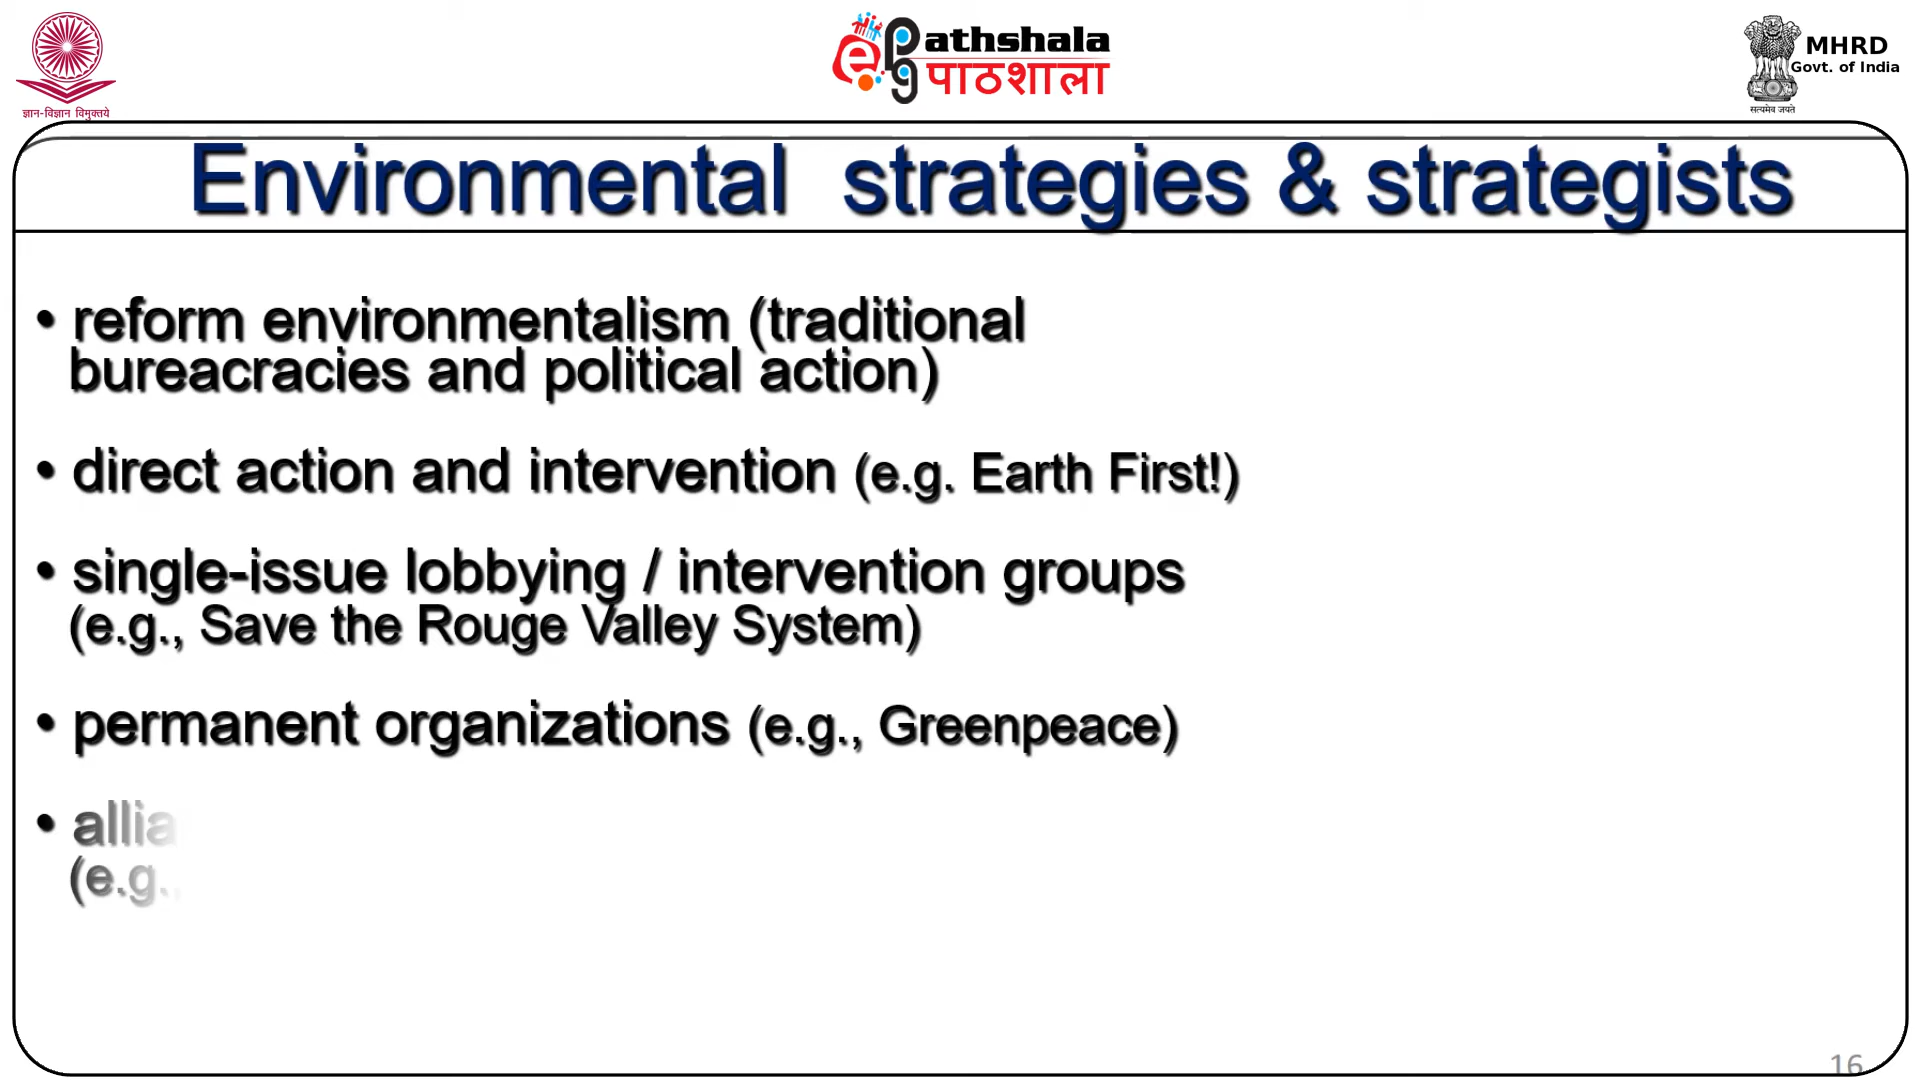 ज्ञान-विज्ञान विमुक्तये
ePG Pathshala
पाठशाला
MHRD
Govt. of India
सत्यमेव जयते
Environmental strategies & strategists
• reform environmentalism (traditional
bureacracies and political action)
• direct action and intervention (e.g. Earth First!)
• single-issue lobbying / intervention groups
(e.g., Save the Rouge Valley System)
• permanent organizations (e.g., Greenpeace)
•
(e.g.,
16